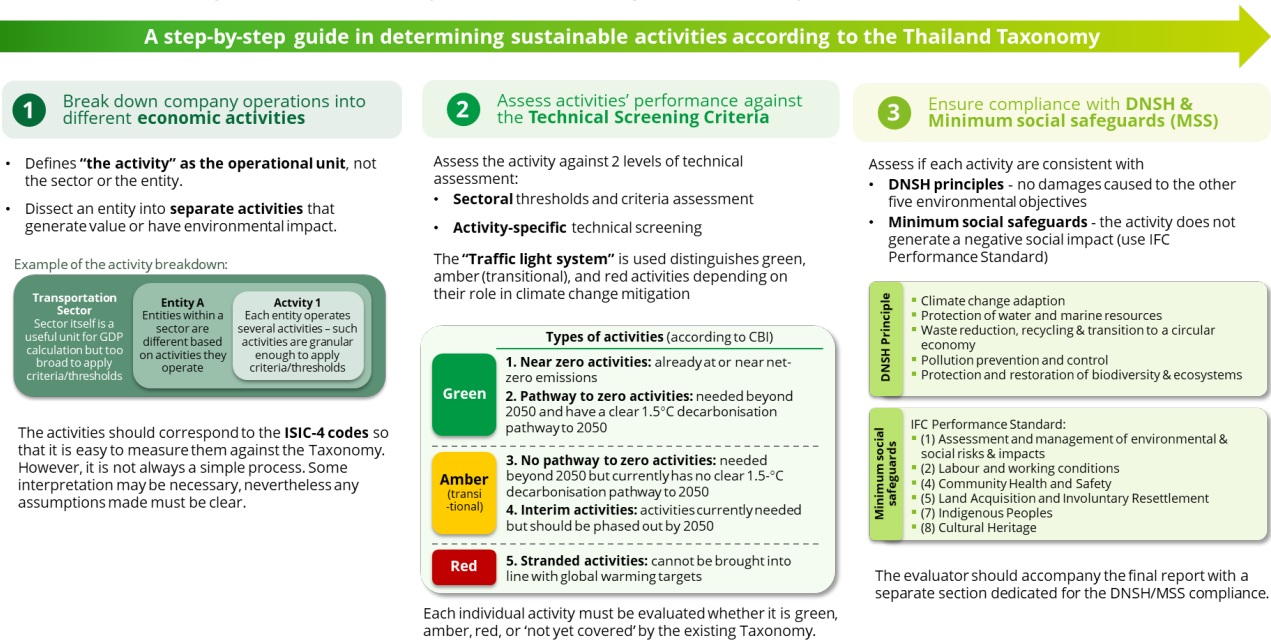 A step-by-step guide in determining sustainable activities according to the Thailand Taxonomy
1
Break down company operations into
different economic activities
• Defines "the activity" as the operational unit, not
the sector or the entity.
• Dissect an entity into separate activities that
generate value or have environmental impact.
Example of the activity breakdown:
Transportation
Sector
Sector itself is a
useful unit for GDP
calculation but too
broad to apply
criteria/thresholds
Entity A
Entities within a
sector are
different based
on activities they
operate
Actvity 1
Each entity operates
several activities – such
activities are granular
enough to apply
criteria/thresholds
The activities should correspond to the ISIC-4 codes so
that it is easy to measure them against the Taxonomy.
However, it is not always a simple process. Some
interpretation may be necessary, nevertheless any
assumptions made must be clear.
2
Assess activities' performance against
the Technical Screening Criteria
Assess the activity against 2 levels of technical
assessment:
• Sectoral thresholds and criteria assessment
• Activity-specific technical screening
The "Traffic light system" is used distinguishes green,
amber (transitional), and red activities depending on
their role in climate change mitigation
Types of activities (according to CBI)
Green
1. Near zero activities: already at or near net-
zero emissions
2. Pathway to zero activities: needed beyond
2050 and have a clear 1.5°C decarbonisation
pathway to 2050
Amber
(transi
-tional)
3. No pathway to zero activities: needed
beyond 2050 but currently has no clear 1.5-°C
decarbonisation pathway to 2050
4. Interim activities: activities currently needed
but should be phased out by 2050
Red
5. Stranded activities: cannot be brought into
line with global warming targets
Each individual activity must be evaluated whether it is green,
amber, red, or 'not yet covered' by the existing Taxonomy.
3
Ensure compliance with DNSH &
Minimum social safeguards (MSS)
Assess if each activity are consistent with
• DNSH principles - no damages caused to the other
five environmental objectives
• Minimum social safeguards - the activity does not
generate a negative social impact (use IFC
Performance Standard)
DNSH Principle
▪ Climate change adaption
▪ Protection of water and marine resources
▪ Waste reduction, recycling & transition to a circular
economy
▪ Pollution prevention and control
▪ Protection and restoration of biodiversity & ecosystems
Minimum social
safeguards
IFC Performance Standard:
▪ (1) Assessment and management of environmental &
social risks & impacts
▪ (2) Labour and working conditions
▪ (4) Community Health and Safety
▪ (5) Land Acquisition and Involuntary Resettlement
▪ (7) Indigenous Peoples
▪ (8) Cultural Heritage
The evaluator should accompany the final report with a
separate section dedicated for the DNSH/MSS compliance.